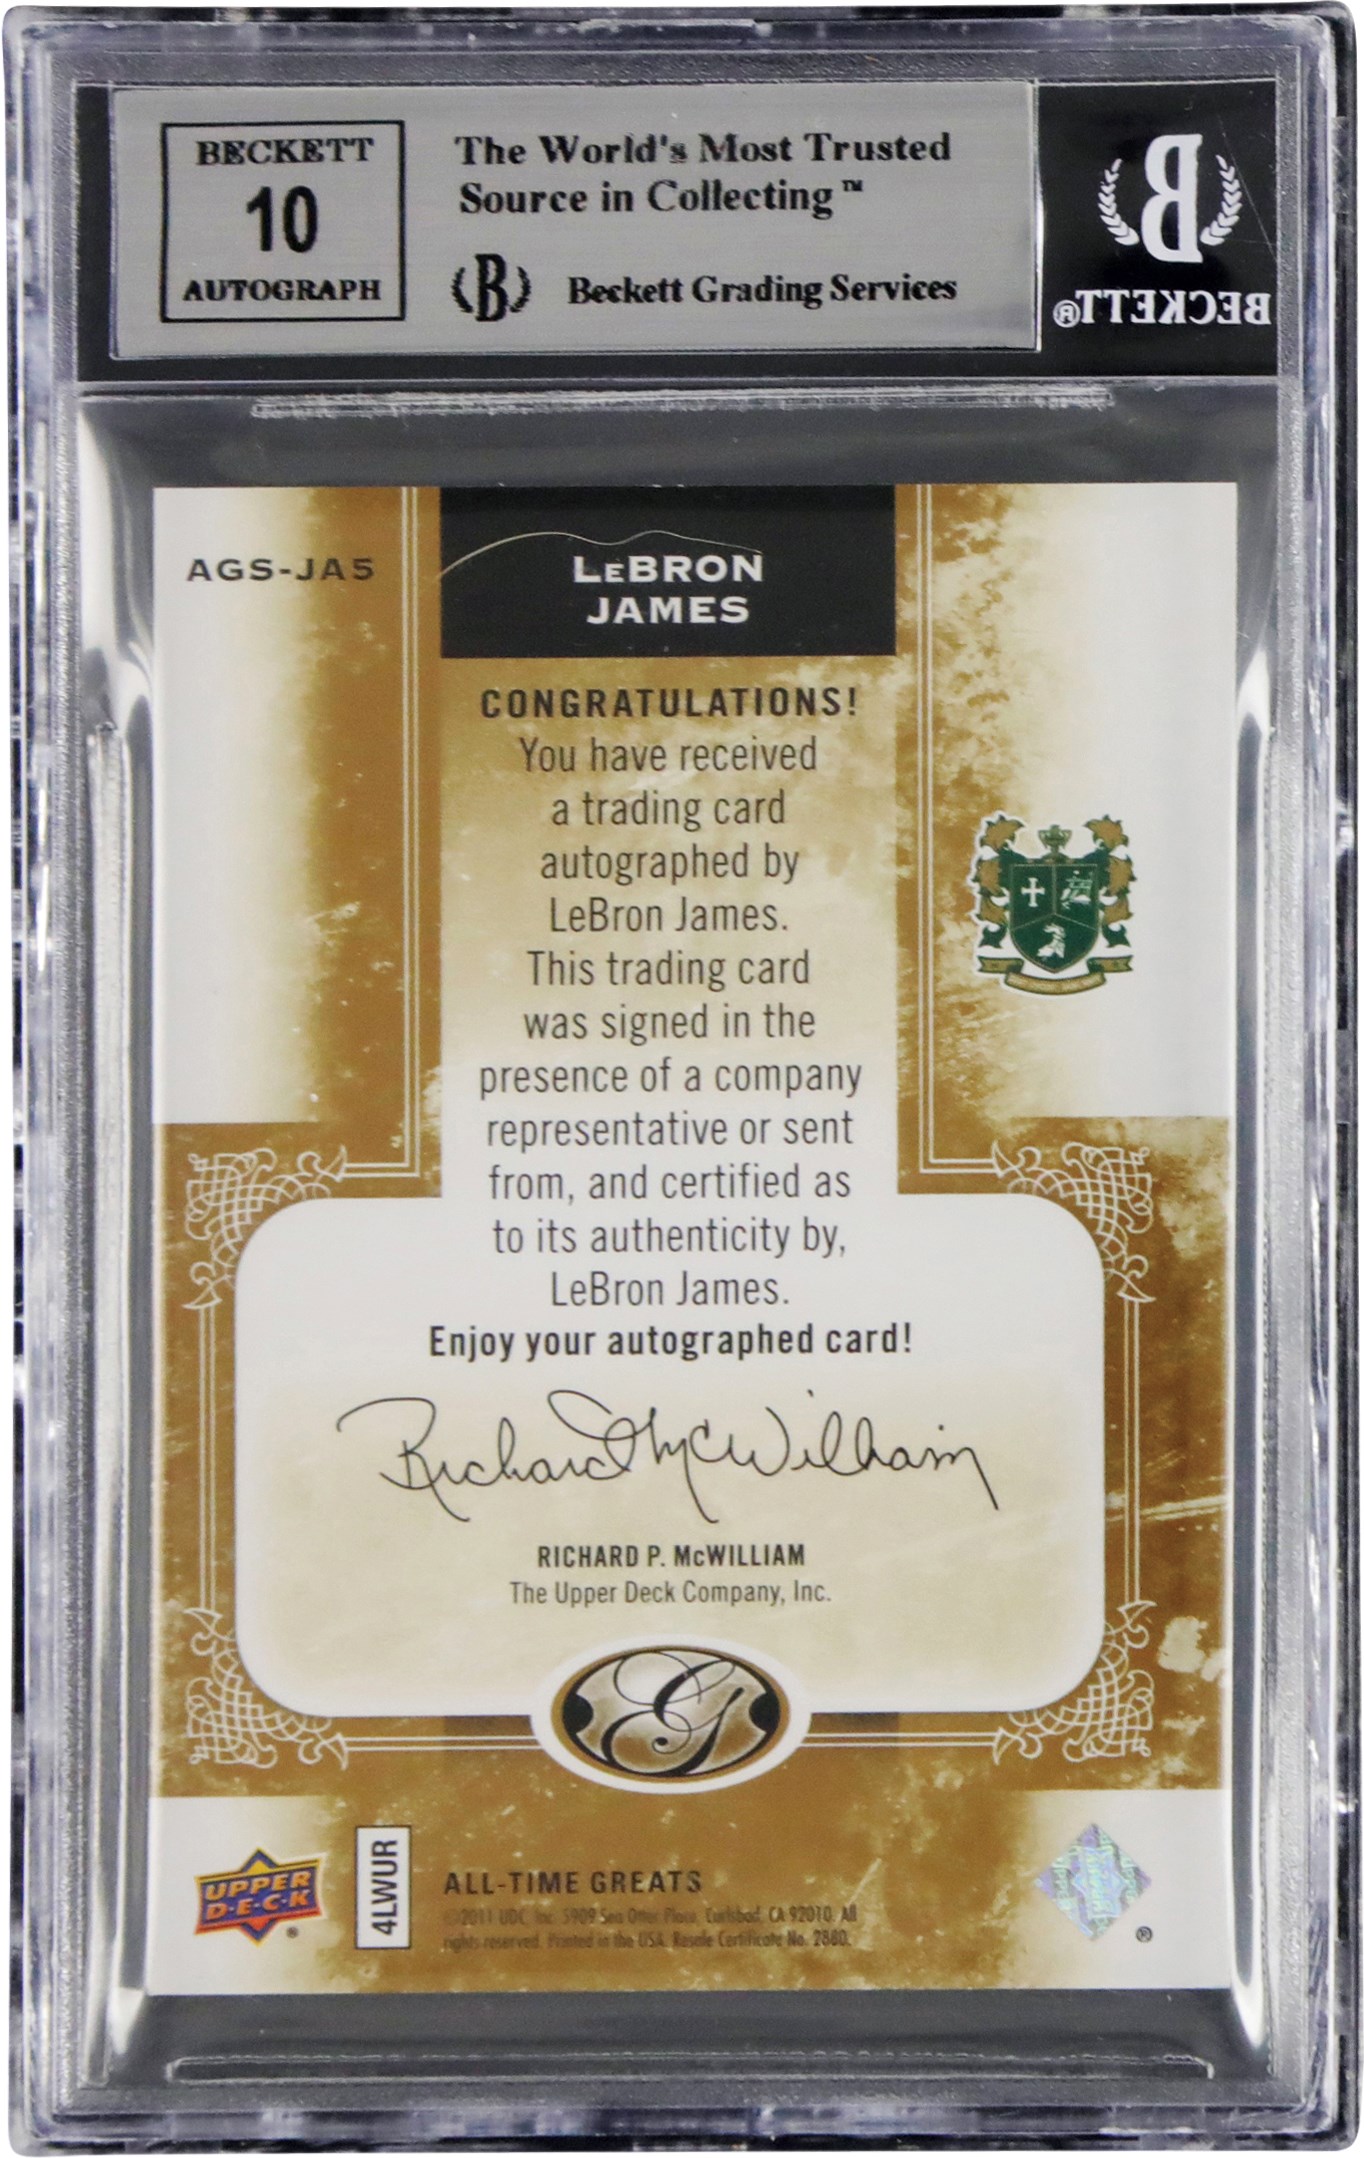 BECKETT
10
AUTOGRAPH
The World's Most Trusted
Source in Collecting™
B
Beckett Grading Services
B
BECKETT®
AGS-JA5
LeBRON
JAMES
CONGRATULATIONS!
You have received
a trading card
autographed by
LeBron James.
This trading card
was signed in the
presence of a company
representative or sent
from, and certified as
to its authenticity by,
LeBron James.
Enjoy your autographed card!
Richard McWilliam
RICHARD P. McWILLIAM
The Upper Deck Company, Inc.
G
UPPER
D·E·C·K
®
4LWUR
ALL-TIME GREATS
©2011 UDC, Inc. 5909 Sea Otter Place, Carlsbad, CA 92010. All
rights reserved. Printed in the USA. Resale Certificate No. 2880.
®